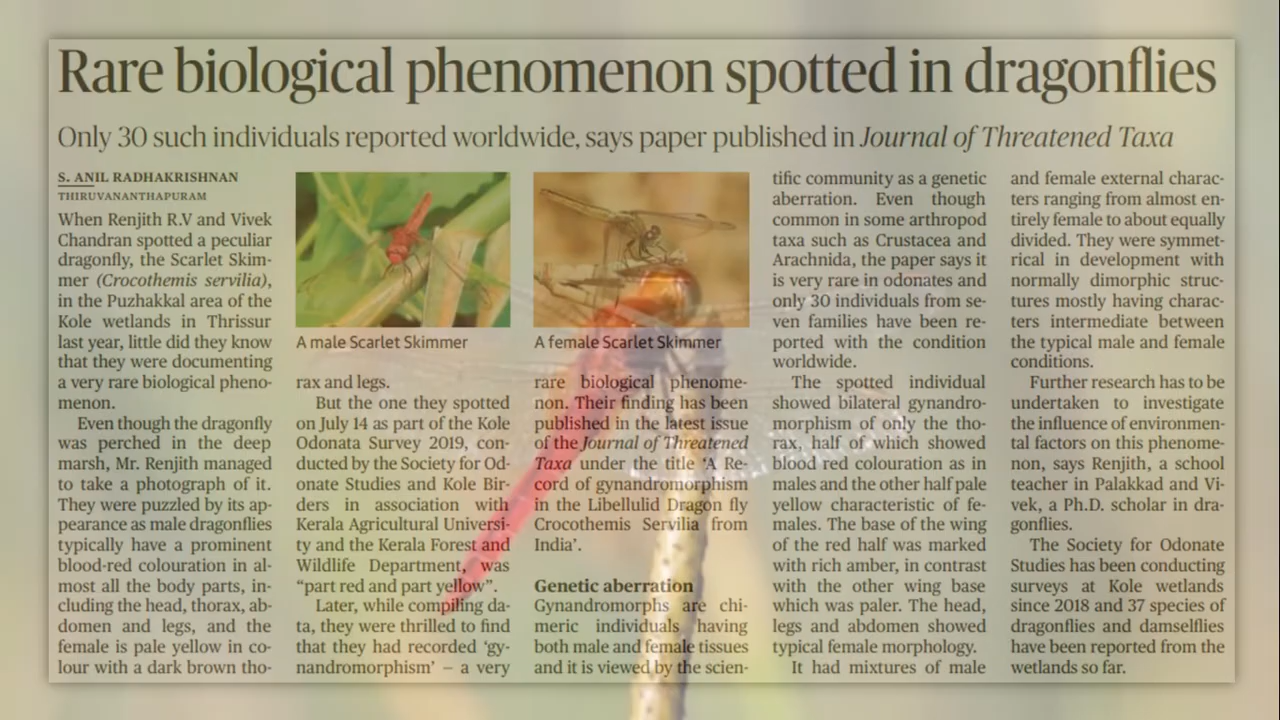 Rare biological phenomenon spotted in dragonflies
Only 30 such individuals reported worldwide, says paper published in Journal of Threatened Taxa
S. ANIL RADHAKRISHNAN
THIRUVANANTHAPURAM
When Renjith R.V and Vivek
Chandran spotted a peculiar
dragonfly, the Scarlet Skim-
mer (Crocothemis servilia),
in the Puzhakkal area of the
Kole wetlands in Thrissur
last year, little did they know
that they were documenting
a very rare biological pheno-
menon.
Even though the dragonfly
was perched in the deep
marsh, Mr. Renjith managed
to take a photograph of it.
They were puzzled by its ap-
pearance as male dragonflies
typically have a prominent
blood-red colouration in al-
most all the body parts, in-
cluding the head, thorax, ab-
domen and legs, and the
female is pale yellow in co-
lour with a dark brown tho-
A male Scarlet Skimmer
rax and legs.
But the one they spotted
on July 14 as part of the Kole
Odonata Survey 2019, con-
ducted by the Society for Od-
onate Studies and Kole Bir-
ders in association with
Kerala Agricultural Universi-
ty and the Kerala Forest and
Wildlife Department, was
“part red and part yellow”.
Later, while compiling da-
ta, they were thrilled to find
that they had recorded ‘gy-
nandromorphism’ – a very
A female Scarlet Skimmer
rare biological phenome-
non. Their finding has been
published in the latest issue
of the Journal of Threatened
Taxa under the title ‘A Re-
cord of gynandromorphism
in the Libellulid Dragon fly
Crocothemis Servilia from
India’.
Genetic aberration
Gynandromorphs are chi-
meric individuals having
both male and female tissues
and it is viewed by the scien-
tific community as a genetic
aberration. Even though
common in some arthropod
taxa such as Crustacea and
Arachnida, the paper says it
is very rare in odonates and
only 30 individuals from se-
ven families have been re-
ported with the condition
worldwide.
The spotted individual
showed bilateral gynandro-
morphism of only the tho-
rax, half of which showed
blood red colouration as in
males and the other half pale
yellow characteristic of fe-
males. The base of the wing
of the red half was marked
with rich amber, in contrast
with the other wing base
which was paler. The head,
legs and abdomen showed
typical female morphology.
It had mixtures of male
and female external charac-
ters ranging from almost en-
tirely female to about equally
divided. They were symmet-
rical in development with
normally dimorphic struc-
tures mostly having charac-
ters intermediate between
the typical male and female
conditions.
Further research has to be
undertaken to investigate
the influence of environmen-
tal factors on this phenome-
non, says Renjith, a school
teacher in Palakkad and Vi-
vek, a Ph.D. scholar in dra-
gonflies.
The Society for Odonate
Studies has been conducting
surveys at Kole wetlands
since 2018 and 37 species of
dragonflies and damselflies
have been reported from the
wetlands so far.